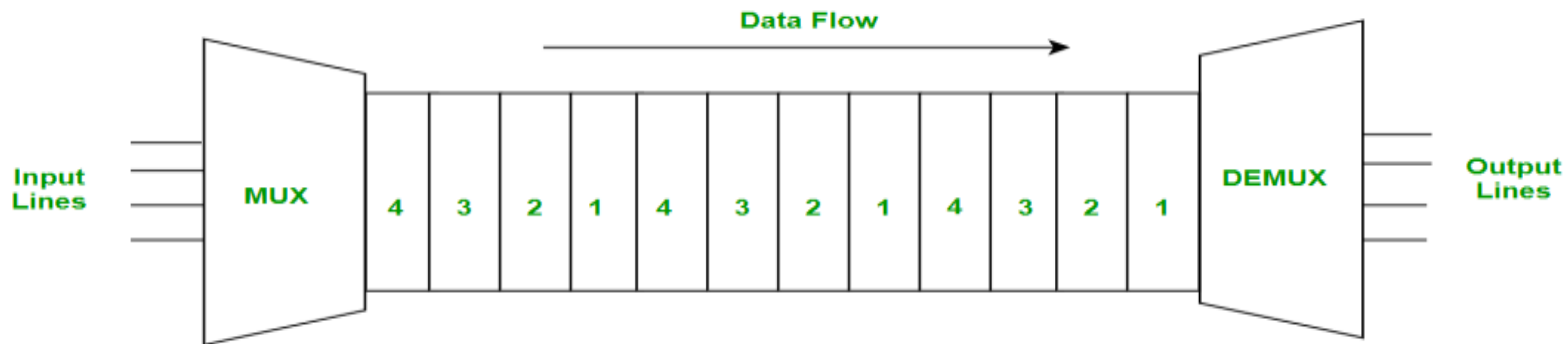 Data Flow
Input
Lines
MUX
4 3 2 1 4 3 2 1 4 3 2 1
DEMUX
Output
Lines